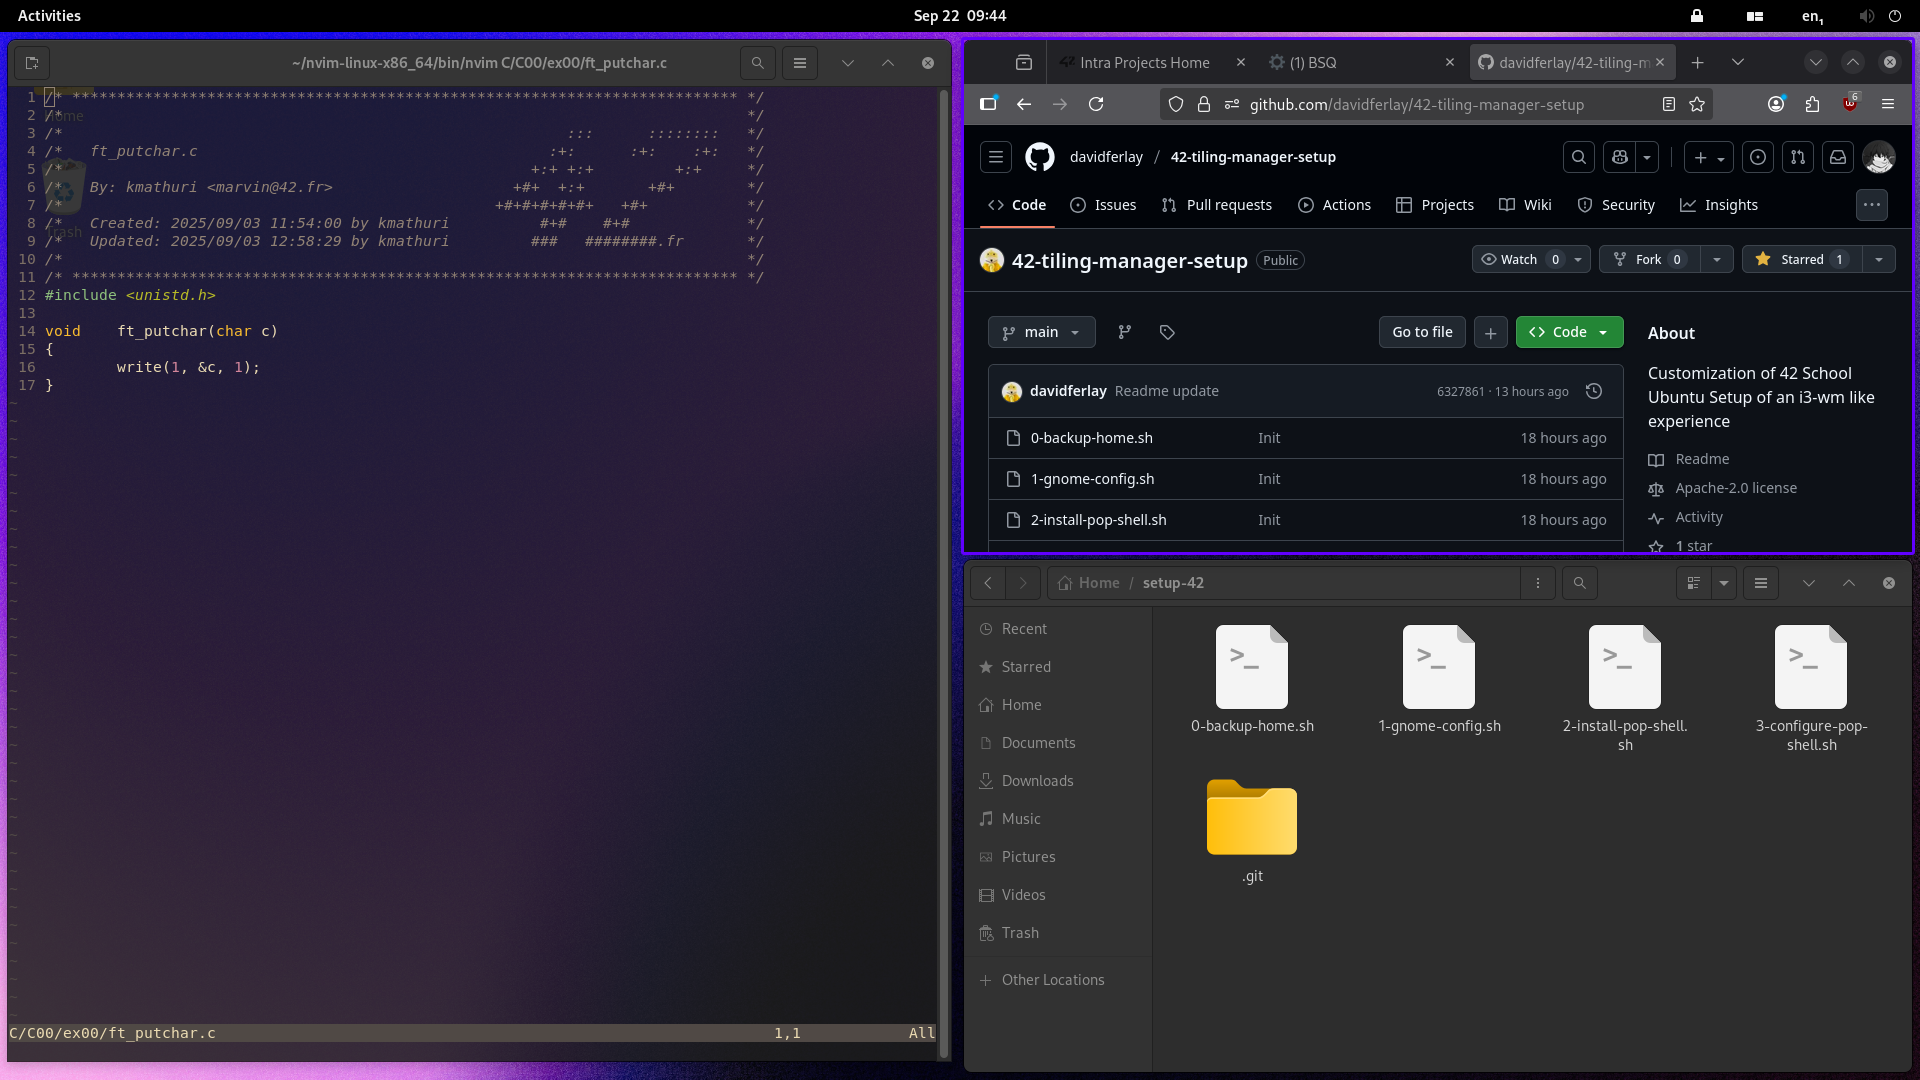 Activities
Sep 22 09:44
en1
~/nvim-linux-x86_64/bin/nvim C/C00/ex00/ft_putchar.c
Home
Trash
1 /* ************************************************************************** */
2 /*                                                                            */
3 /*                                                        :::      ::::::::   */
4 /*   ft_putchar.c                                       :+:      :+:    :+:   */
5 /*                                                    +:+ +:+         +:+     */
6 /*   By: kmathuri <marvin@42.fr>                    +#+  +:+       +#+        */
7 /*                                                +#+#+#+#+#+   +#+           */
8 /*   Created: 2025/09/03 11:54:00 by kmathuri          #+#    #+#             */
9 /*   Updated: 2025/09/03 12:58:29 by kmathuri         ###   ########.fr       */
10 /*                                                                            */
11 /* ************************************************************************** */
12 #include <unistd.h>
13
14 void    ft_putchar(char c)
15 {
16         write(1, &c, 1);
17 }
C/C00/ex00/ft_putchar.c 1,1 All
Intra Projects Home
(1) BSQ
davidferlay/42-tiling-m
github.com/davidferlay/42-tiling-manager-setup
6
davidferlay / 42-tiling-manager-setup
Code Issues Pull requests Actions Projects Wiki Security Insights
42-tiling-manager-setup Public
Watch 0 Fork 0 Starred 1
main Go to file Code
davidferlay Readme update 6327861 · 13 hours ago
0-backup-home.sh Init 18 hours ago
1-gnome-config.sh Init 18 hours ago
2-install-pop-shell.sh Init 18 hours ago
About
Customization of 42 School
Ubuntu Setup of an i3-wm like
experience
Readme
Apache-2.0 license
Activity
1 star
Home / setup-42
Recent
Starred
Home
Documents
Downloads
Music
Pictures
Videos
Trash
Other Locations
0-backup-home.sh
1-gnome-config.sh
2-install-pop-shell.
sh
3-configure-pop-
shell.sh
.git